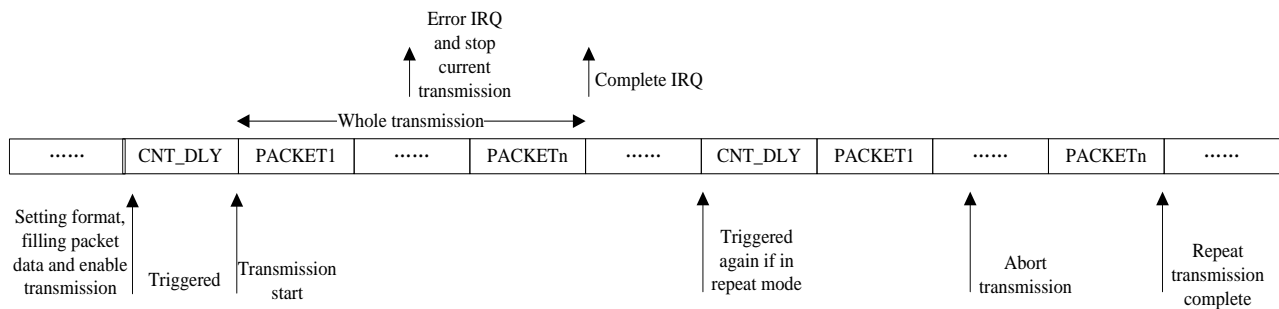 Error IRQ
and stop
current
transmission
Complete IRQ
Whole transmission
...... CNT_DLY PACKET1 ...... PACKETn ...... CNT_DLY PACKET1 ...... PACKETn ......
Setting format,
filling packet
data and enable
transmission
Triggered
Transmission
start
Triggered
again if in
repeat mode
Abort
transmission
Repeat
transmission
complete